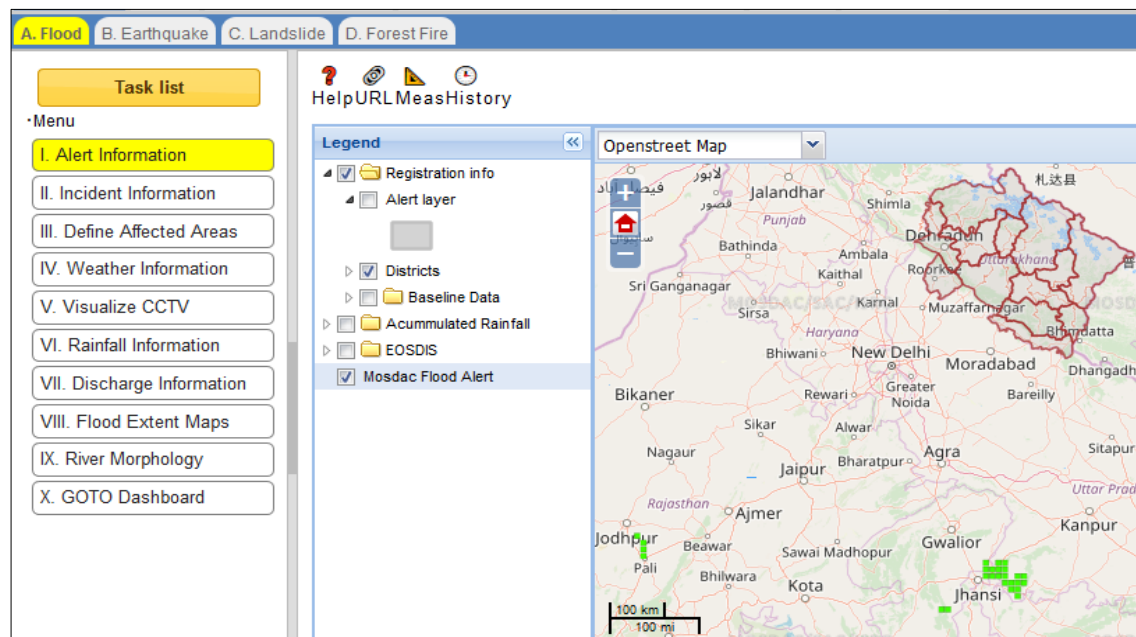 A. Flood
B. Earthquake
C. Landslide
D. Forest Fire
Task list
Menu
I. Alert Information
II. Incident Information
III. Define Affected Areas
IV. Weather Information
V. Visualize CCTV
VI. Rainfall Information
VII. Discharge Information
VIII. Flood Extent Maps
IX. River Morphology
X. GOTO Dashboard
Help
URL
Meas
History
Legend
Registration info
Alert layer
Districts
Baseline Data
Acummulated Rainfall
EOSDIS
Mosdac Flood Alert
Openstreet Map
لاہور
札达县
Jalandhar
Shimla
قصور
Punjab
Dehradun
Bathinda
Ambala
Uttarakhand
Kaithal
Roorkee
Sri Ganganagar
MOSDAC/SAC/
Karnal
Sirsa
Muzaffarnagar
Haryana
Bhimdatta
Bhiwani
New Delhi
Moradabad
Dhangadh
Greater
Noida
Bikaner
Rewari
Bareilly
Sikar
Alwar
Nagaur
Agra
Sitapur
Jaipur
Bharatpur
Rajasthan
Uttar Prad
Ajmer
Kanpur
Jodhpur
Beawar
Sawai Madhopur
Gwalior
Pali
Bhilwara
Kota
Jhansi
100 km
100 mi